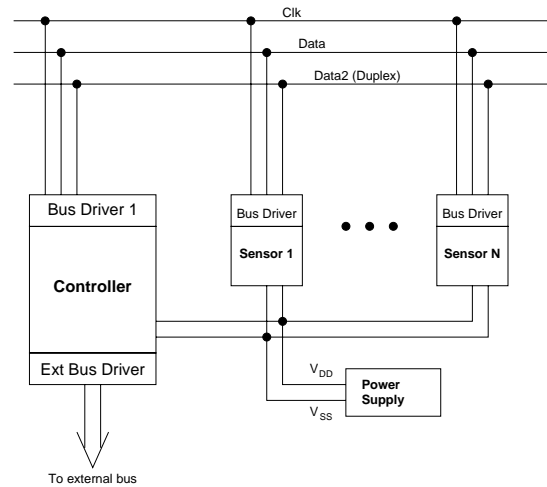 Clk
Data
Data2 (Duplex)
Bus Driver 1
Bus Driver
Bus Driver
Controller
Sensor 1
Sensor N
Ext Bus Driver
VDD
Power
Supply
VSS
To external bus